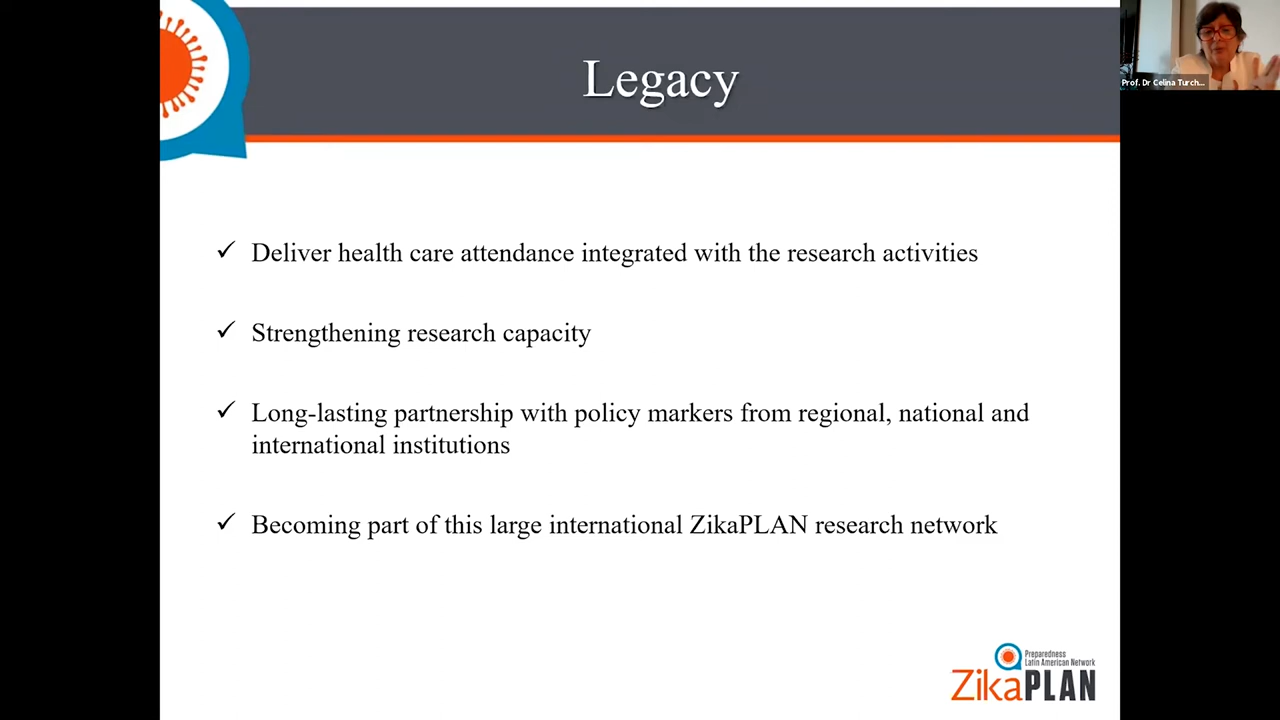 Legacy
Prof. Dr Celina Turch...
✓ Deliver health care attendance integrated with the research activities
✓ Strengthening research capacity
✓ Long-lasting partnership with policy markers from regional, national and
international institutions
✓ Becoming part of this large international ZikaPLAN research network
Preparedness
Latin American Network
ZikaPLAN